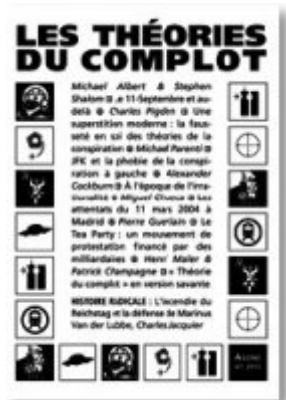 LES THÉORIES
DU COMPLOT
Michael Albert & Stephen
Shalom Le 11-Septembre et au-
delà Charles Pigden Une
superstition moderne : la faus-
seté en soi des théories de la
conspiration Michael Parenti
JFK et la phobie de la conspi-
ration à gauche Alexander
Cockburn À l'époque de l'irra-
tionalité Miguel Chueca Les
attentats du 11 mars 2004 à
Madrid Pierre Guerlain Le
Tea Party : un mouvement de
protestation financé par des
milliardaires Henri Maler &
Patrick Champagne « Théorie
du complot » en version savante
HISTOIRE RADICALE : L'incendie du
Reichstag et la défense de Marinus
Van der Lubbe, Charles Jacquier